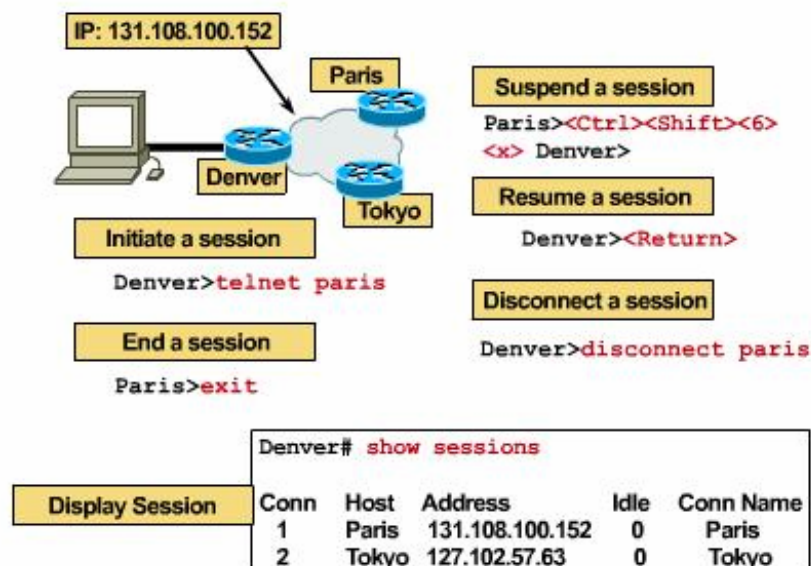 IP: 131.108.100.152
Paris
Denver
Tokyo
Suspend a session
Paris><Ctrl><Shift><6>
<x> Denver>
Resume a session
Denver><Return>
Initiate a session
Denver>telnet paris
Disconnect a session
Denver>disconnect paris
End a session
Paris>exit
Display Session
Denver# show sessions
Conn Host Address Idle Conn Name
1 Paris 131.108.100.152 0 Paris
2 Tokyo 127.102.57.63 0 Tokyo